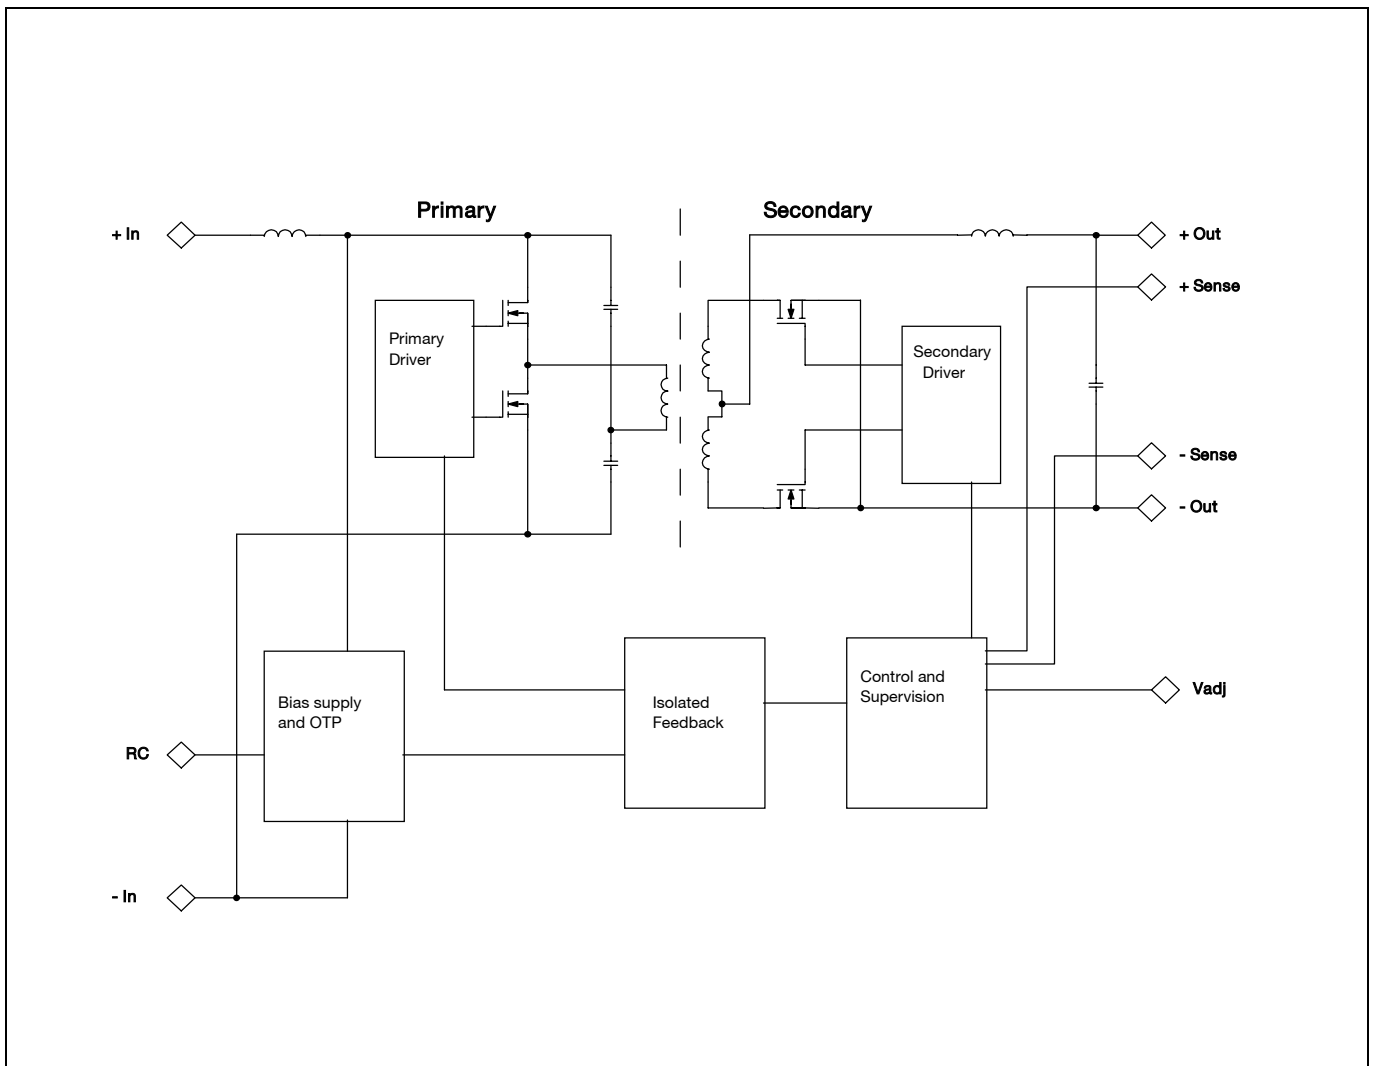 Primary
Secondary
+ In
+ Out
+ Sense
Primary
Driver
Secondary
Driver
- Sense
- Out
Bias supply
and OTP
Isolated
Feedback
Control and
Supervision
Vadj
RC
- In